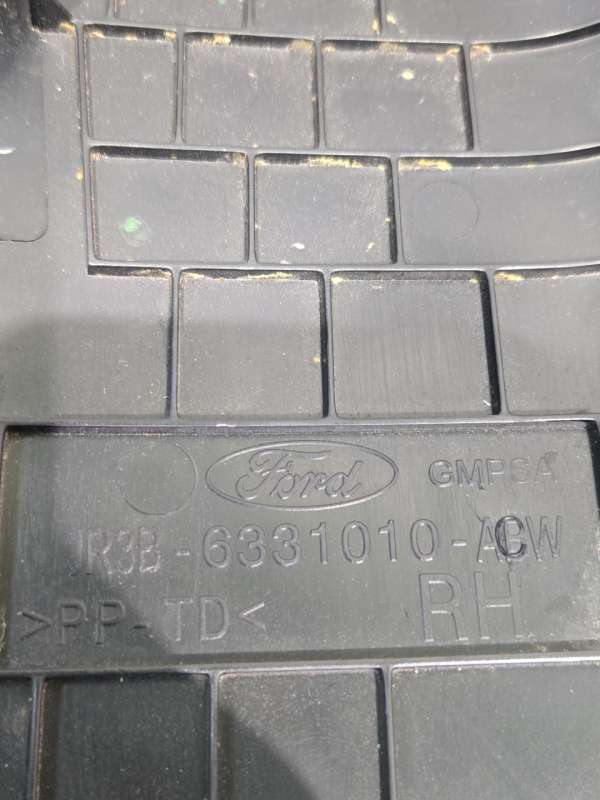 Ford GMPSA
JR3B-6331010-ACW
>PP-TD< RH